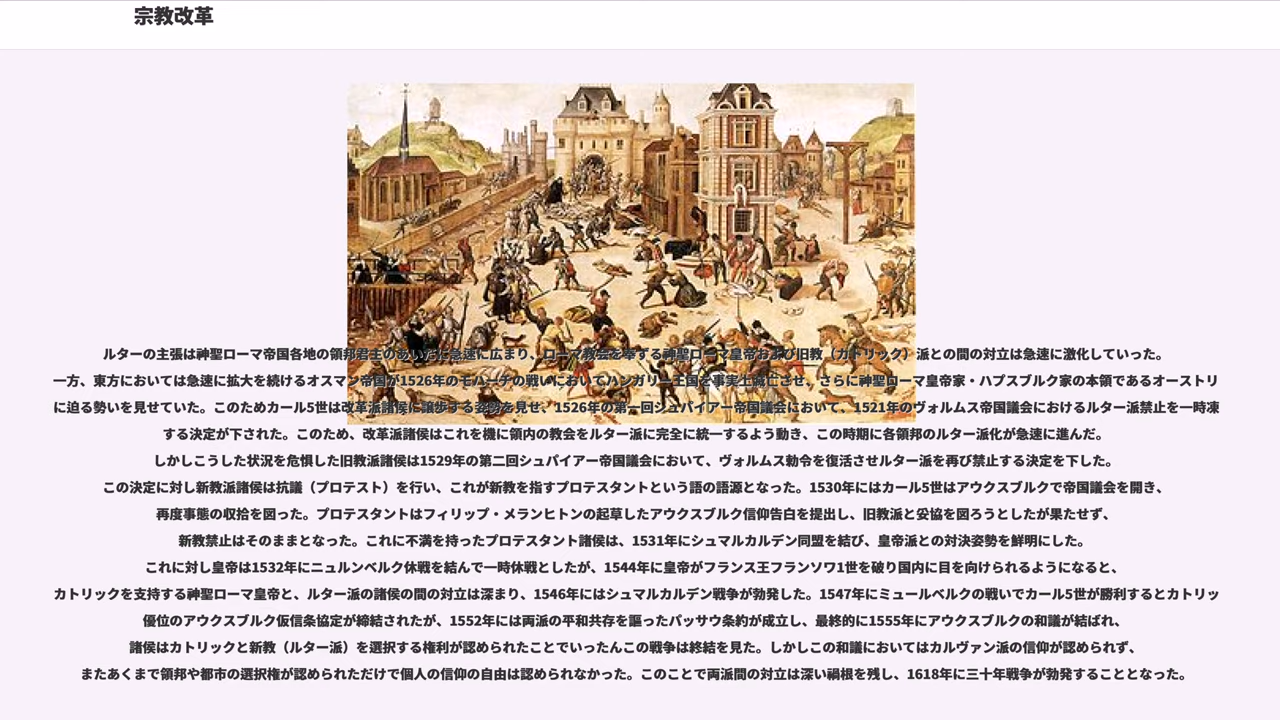 宗教改革
ルターの主張は神聖ローマ帝国各地の領邦君主のあいだに急速に広まり、ローマ教会を奉ずる神聖ローマ皇帝および旧教（カトリック）派との間の対立は急速に激化していった。
一方、東方においては急速に拡大を続けるオスマン帝国が1526年のモハーチの戦いにおいてハンガリー王国を事実上滅亡させ、さらに神聖ローマ皇帝家・ハプスブルク家の本領であるオーストリ
に迫る勢いを見せていた。このためカール5世は改革派諸侯に譲歩する姿勢を見せ、1526年の第一回シュパイアー帝国議会において、1521年のヴォルムス帝国議会におけるルター派禁止を一時凍
する決定が下された。このため、改革派諸侯はこれを機に領内の教会をルター派に完全に統一するよう動き、この時期に各領邦のルター派化が急速に進んだ。
しかしこうした状況を危惧した旧教派諸侯は1529年の第二回シュパイアー帝国議会において、ヴォルムス勅令を復活させルター派を再び禁止する決定を下した。
この決定に対し新教派諸侯は抗議（プロテスト）を行い、これが新教を指すプロテスタントという語の語源となった。1530年にはカール5世はアウクスブルクで帝国議会を開き、
再度事態の収拾を図った。プロテスタントはフィリップ・メランヒトンの起草したアウクスブルク信仰告白を提出し、旧教派と妥協を図ろうとしたが果たせず、
新教禁止はそのままとなった。これに不満を持ったプロテスタント諸侯は、1531年にシュマルカルデン同盟を結び、皇帝派との対決姿勢を鮮明にした。
これに対し皇帝は1532年にニュルンベルク休戦を結んで一時休戦としたが、1544年に皇帝がフランス王フランソワ1世を破り国内に目を向けられるようになると、
カトリックを支持する神聖ローマ皇帝と、ルター派の諸侯の間の対立は深まり、1546年にはシュマルカルデン戦争が勃発した。1547年にミュールベルクの戦いでカール5世が勝利するとカトリッ
優位のアウクスブルク仮信条協定が締結されたが、1552年には両派の平和共存を謳ったパッサウ条約が成立し、最終的に1555年にアウクスブルクの和議が結ばれ、
諸侯はカトリックと新教（ルター派）を選択する権利が認められたことでいったんこの戦争は終結を見た。しかしこの和議においてはカルヴァン派の信仰が認められず、
またあくまで領邦や都市の選択権が認められただけで個人の信仰の自由は認められなかった。このことで両派間の対立は深い禍根を残し、1618年に三十年戦争が勃発することとなった。